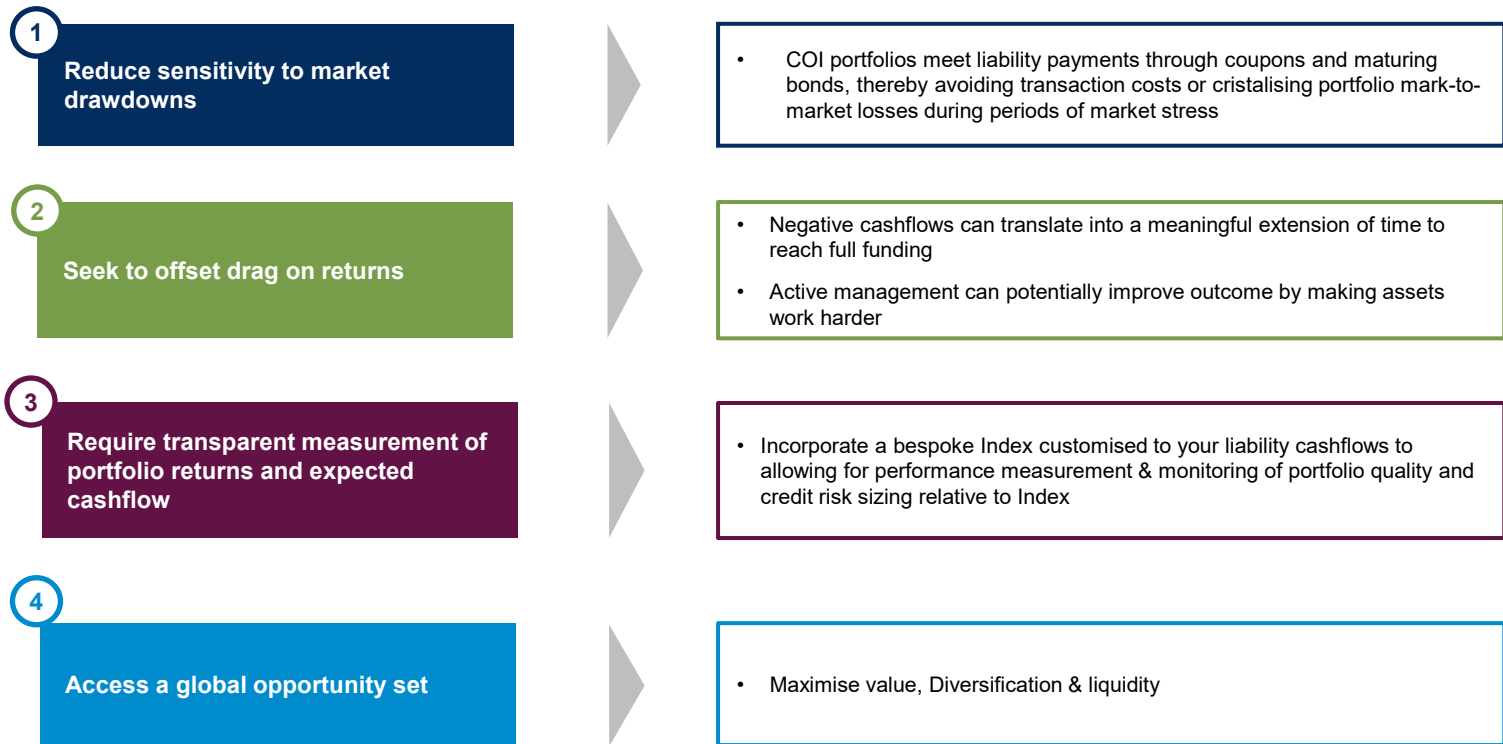 1
Reduce sensitivity to market
drawdowns
• COI portfolios meet liability payments through coupons and maturing
bonds, thereby avoiding transaction costs or cristalising portfolio mark-to-
market losses during periods of market stress
2
Seek to offset drag on returns
• Negative cashflows can translate into a meaningful extension of time to
reach full funding
• Active management can potentially improve outcome by making assets
work harder
3
Require transparent measurement of
portfolio returns and expected
cashflow
• Incorporate a bespoke Index customised to your liability cashflows to
allowing for performance measurement & monitoring of portfolio quality and
credit risk sizing relative to Index
4
Access a global opportunity set
• Maximise value, Diversification & liquidity